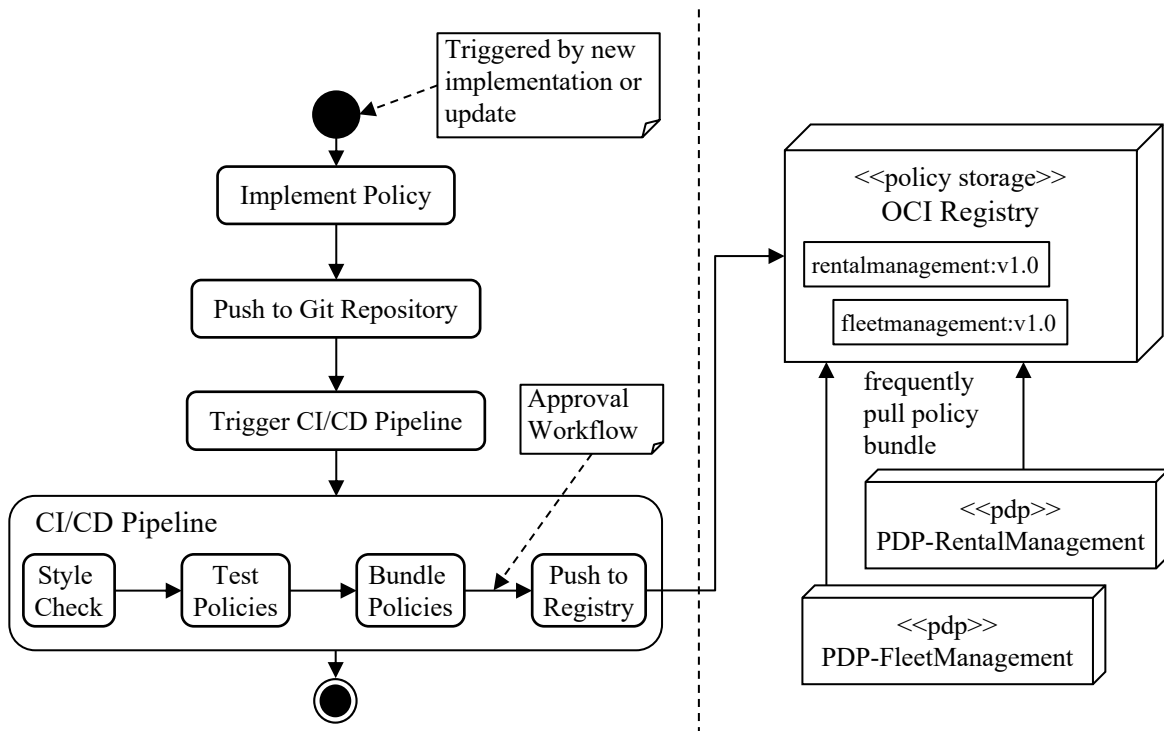 Triggered by new
implementation or
update
Implement Policy
Push to Git Repository
Trigger CI/CD Pipeline
Approval
Workflow
CI/CD Pipeline
Style
Check
Test
Policies
Bundle
Policies
Push to
Registry
<<policy storage>>
OCI Registry
rentalmanagement:v1.0
fleetmanagement:v1.0
frequently
pull policy
bundle
<<pdp>>
PDP-RentalManagement
<<pdp>>
PDP-FleetManagement